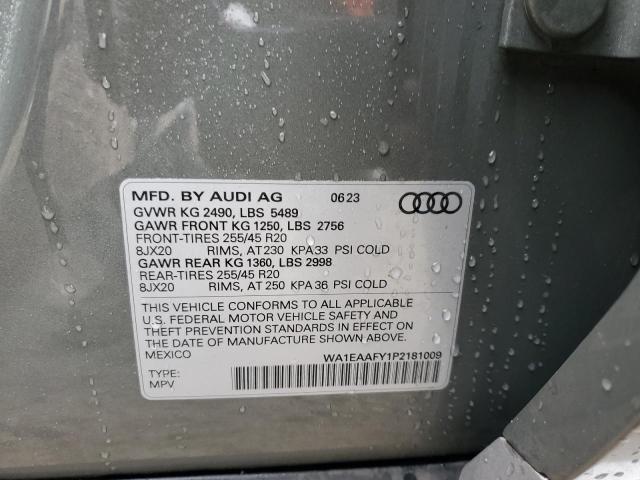 MFD. BY AUDI AG 0623
GVWR KG 2490, LBS 5489
GAWR FRONT KG 1250, LBS 2756
FRONT-TIRES 255/45 R20
8JX20 RIMS, AT 230 KPA 33 PSI COLD
GAWR REAR KG 1360, LBS 2998
REAR-TIRES 255/45 R20
8JX20 RIMS, AT 250 KPA 36 PSI COLD
THIS VEHICLE CONFORMS TO ALL APPLICABLE
U.S. FEDERAL MOTOR VEHICLE SAFETY AND
THEFT PREVENTION STANDARDS IN EFFECT ON
THE DATE OF MANUFACTURE SHOWN ABOVE.
MEXICO WA1EAAFY1P2181009
TYPE:
MPV